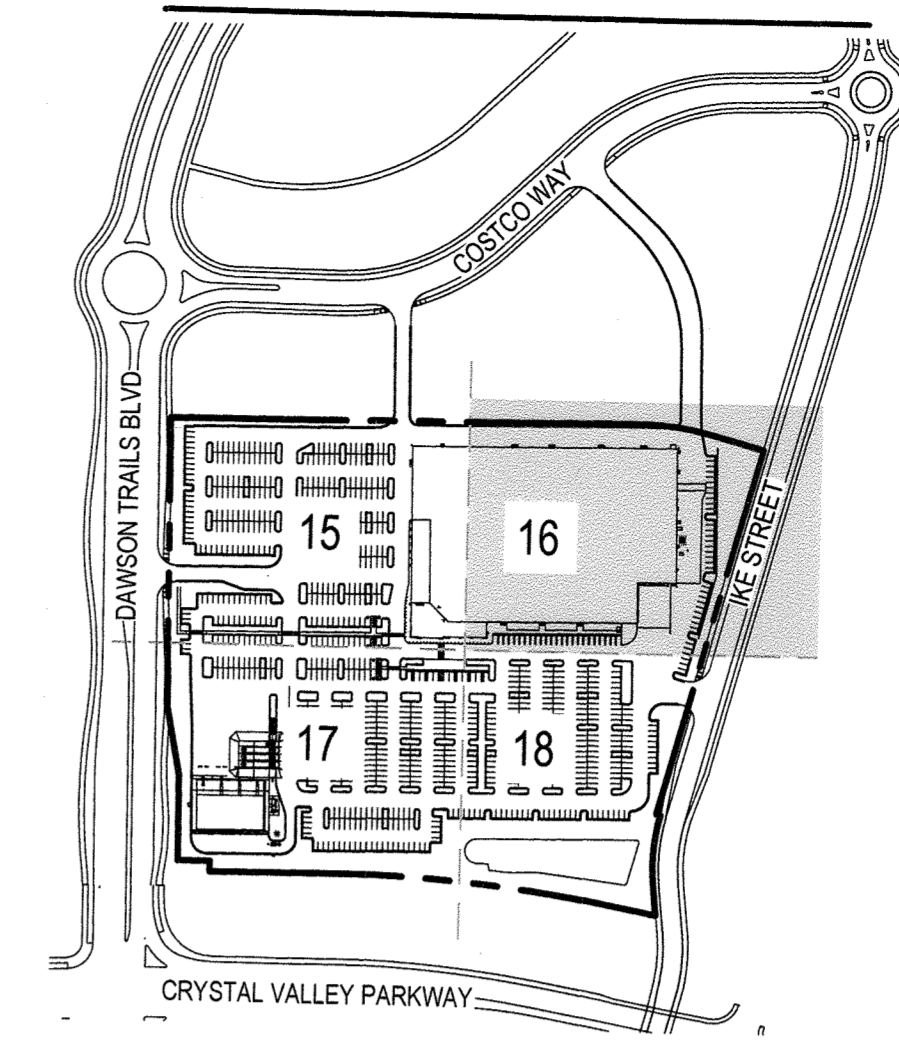 COSTCO WAY
DAWSON TRAILS BLVD
15
16
IKE STREET
17
18
CRYSTAL VALLEY PARKWAY